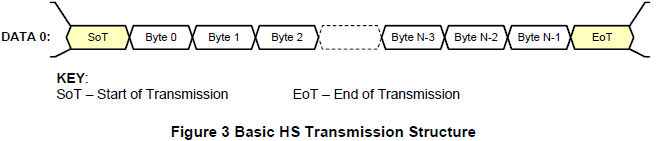 DATA 0: SoT Byte 0 Byte 1 Byte 2 Byte N-3 Byte N-2 Byte N-1 EoT
KEY:
SoT – Start of Transmission EoT – End of Transmission
Figure 3 Basic HS Transmission Structure